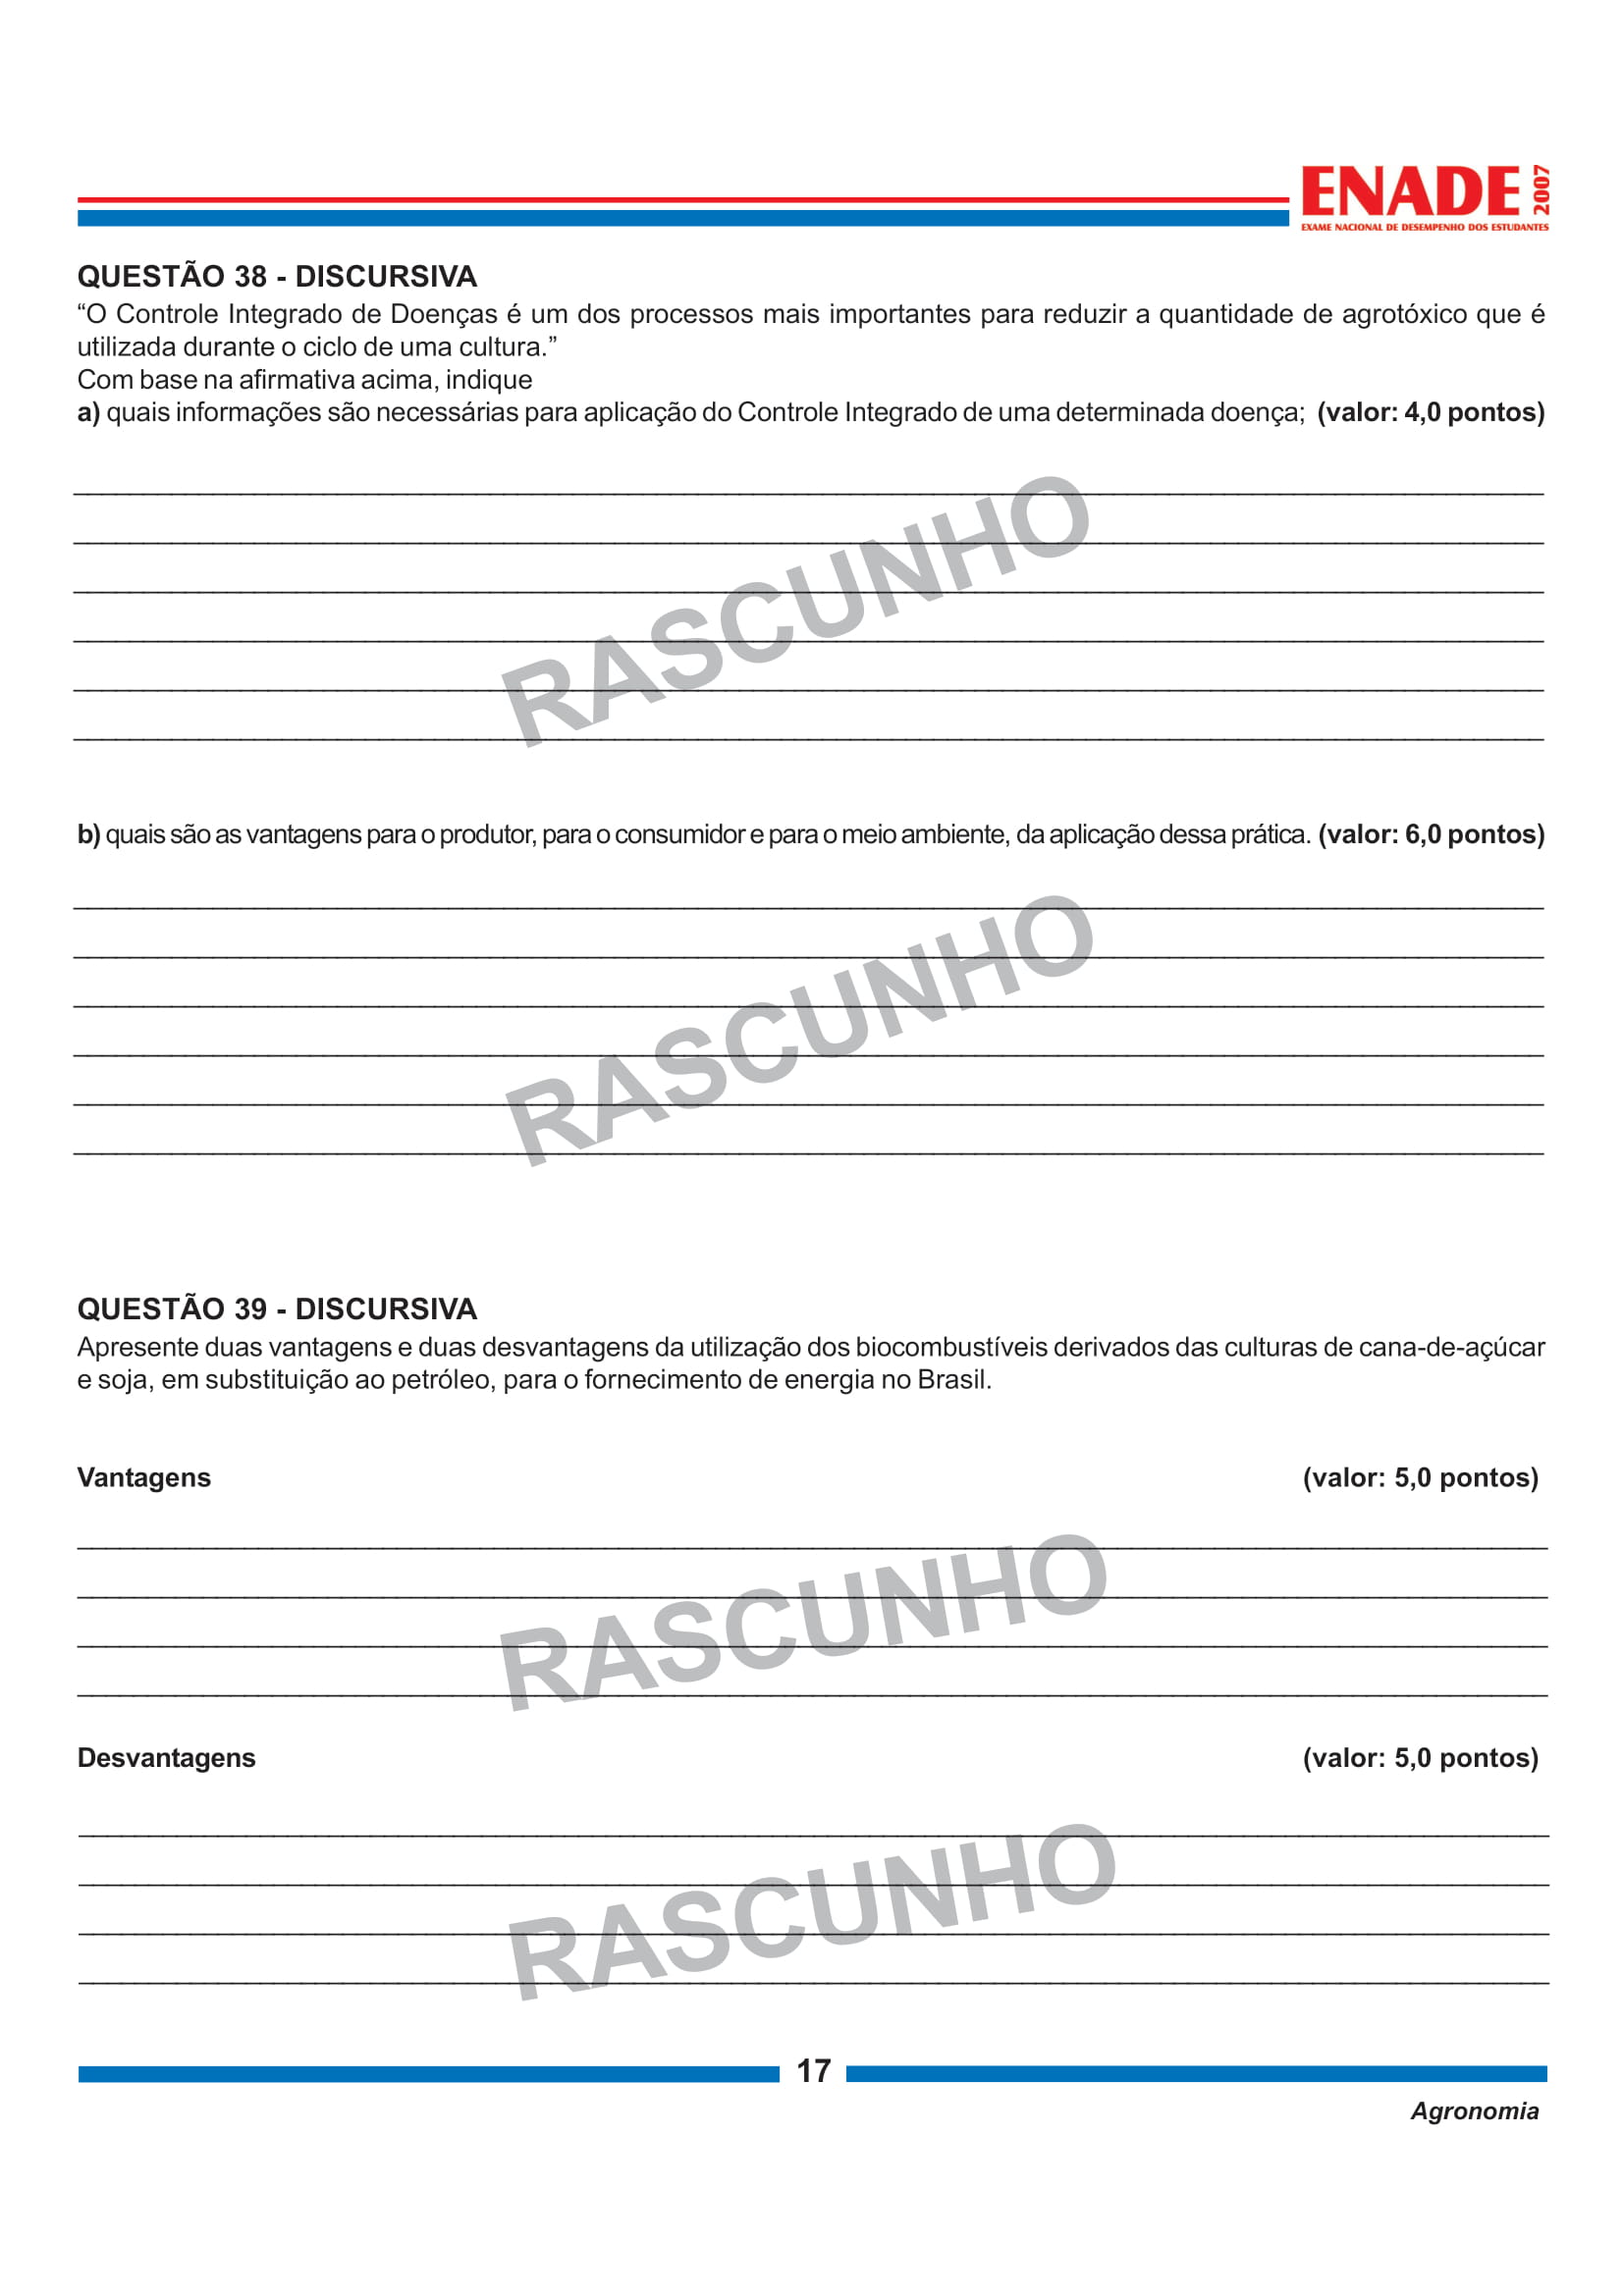 ENADE 2007
EXAME NACIONAL DE DESEMPENHO DOS ESTUDANTES
QUESTÃO 38 - DISCURSIVA
“O Controle Integrado de Doenças é um dos processos mais importantes para reduzir a quantidade de agrotóxico que é
utilizada durante o ciclo de uma cultura.”
Com base na afirmativa acima, indique
a) quais informações são necessárias para aplicação do Controle Integrado de uma determinada doença; (valor: 4,0 pontos)
RASCUNHO
b) quais são as vantagens para o produtor, para o consumidor e para o meio ambiente, da aplicação dessa prática. (valor: 6,0 pontos)
RASCUNHO
QUESTÃO 39 - DISCURSIVA
Apresente duas vantagens e duas desvantagens da utilização dos biocombustíveis derivados das culturas de cana-de-açúcar
e soja, em substituição ao petróleo, para o fornecimento de energia no Brasil.
Vantagens (valor: 5,0 pontos)
RASCUNHO
Desvantagens (valor: 5,0 pontos)
RASCUNHO
17
Agronomia